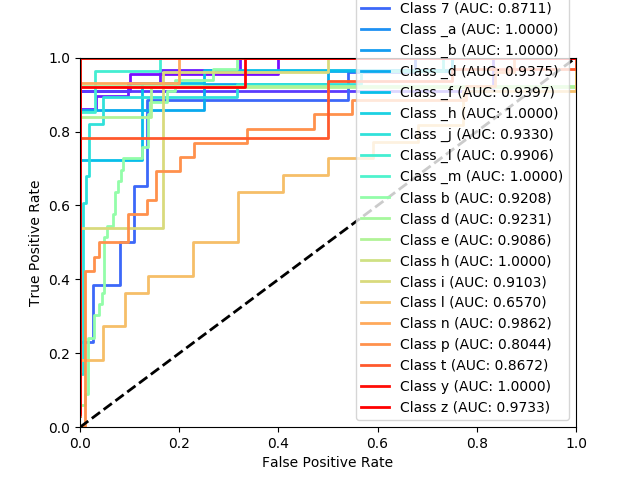 Class 7 (AUC: 0.8711)
Class _a (AUC: 1.0000)
Class _b (AUC: 1.0000)
Class _d (AUC: 0.9375)
Class _f (AUC: 0.9397)
Class _h (AUC: 1.0000)
Class _j (AUC: 0.9330)
Class _l (AUC: 0.9906)
Class _m (AUC: 1.0000)
Class b (AUC: 0.9208)
Class d (AUC: 0.9231)
Class e (AUC: 0.9086)
Class h (AUC: 1.0000)
Class i (AUC: 0.9103)
Class l (AUC: 0.6570)
Class n (AUC: 0.9862)
Class p (AUC: 0.8044)
Class t (AUC: 0.8672)
Class y (AUC: 1.0000)
Class z (AUC: 0.9733)
True Positive Rate
1.0
0.8
0.6
0.4
0.2
0.0
0.0 0.2 0.4 0.6 0.8 1.0
False Positive Rate